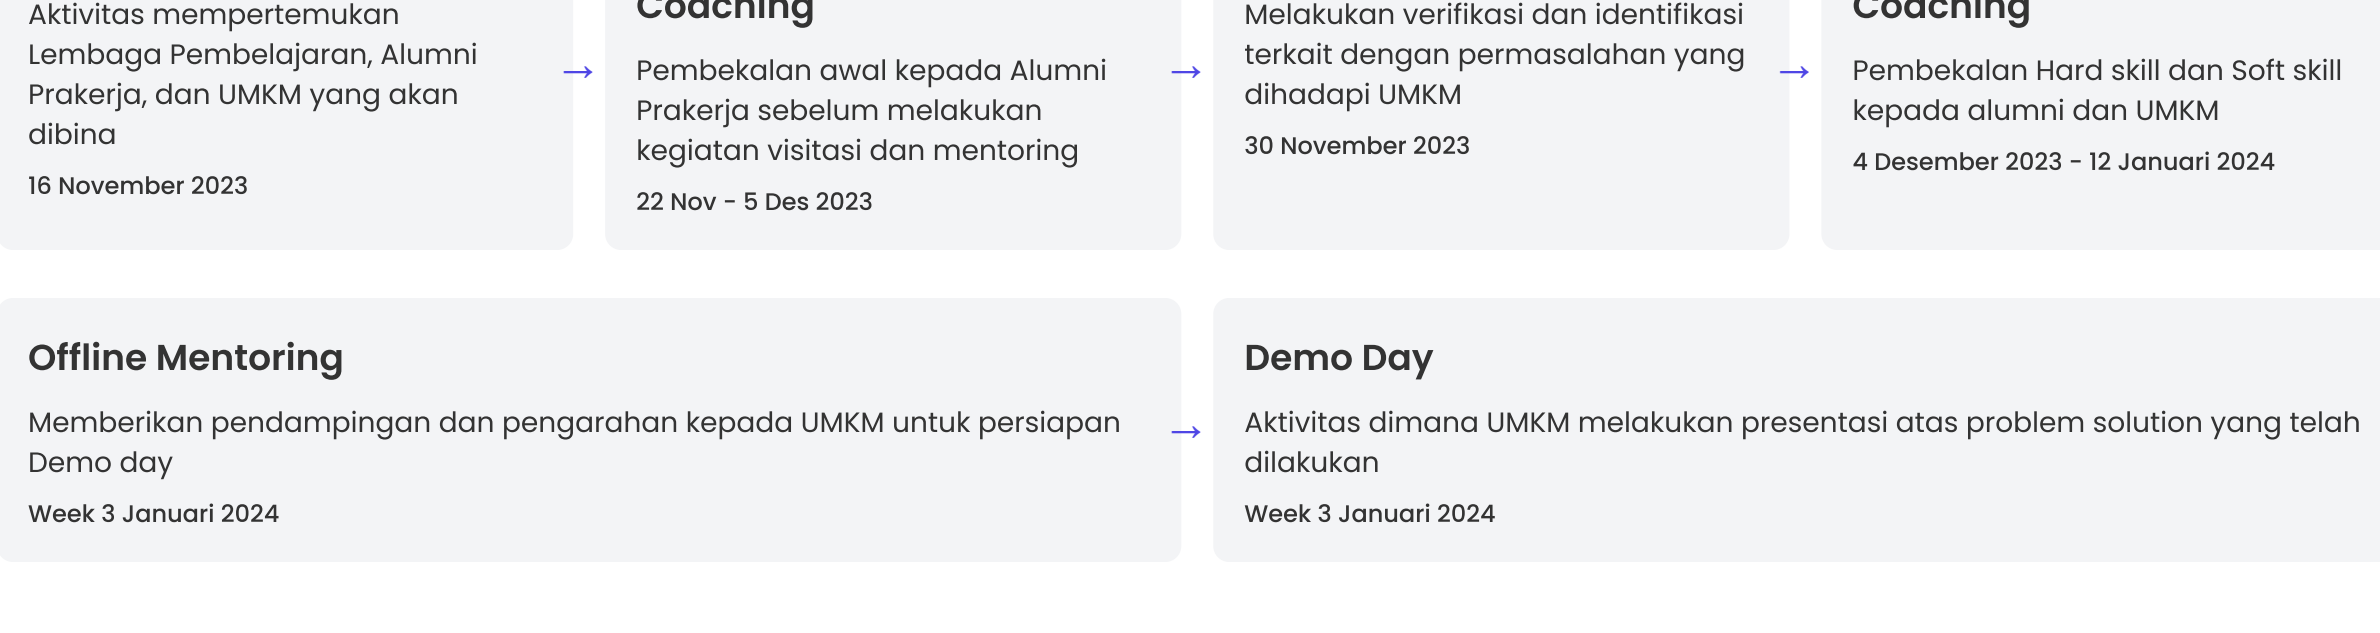 Aktivitas mempertemukan
Lembaga Pembelajaran, Alumni
Prakerja, dan UMKM yang akan
dibina
16 November 2023
Coaching
Pembekalan awal kepada Alumni
Prakerja sebelum melakukan
kegiatan visitasi dan mentoring
22 Nov - 5 Des 2023
Melakukan verifikasi dan identifikasi
terkait dengan permasalahan yang
dihadapi UMKM
30 November 2023
Coaching
Pembekalan Hard skill dan Soft skill
kepada alumni dan UMKM
4 Desember 2023 - 12 Januari 2024
Offline Mentoring
Memberikan pendampingan dan pengarahan kepada UMKM untuk persiapan
Demo day
Week 3 Januari 2024
Demo Day
Aktivitas dimana UMKM melakukan presentasi atas problem solution yang telah
dilakukan
Week 3 Januari 2024